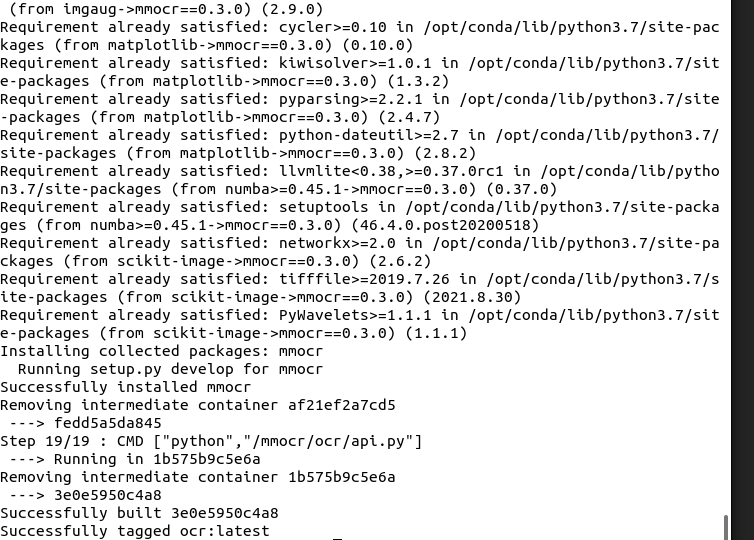 (from imgaug->mmocr==0.3.0) (2.9.0)
Requirement already satisfied: cycler>=0.10 in /opt/conda/lib/python3.7/site-pac
kages (from matplotlib->mmocr==0.3.0) (0.10.0)
Requirement already satisfied: kiwisolver>=1.0.1 in /opt/conda/lib/python3.7/sit
e-packages (from matplotlib->mmocr==0.3.0) (1.3.2)
Requirement already satisfied: pyparsing>=2.2.1 in /opt/conda/lib/python3.7/site
-packages (from matplotlib->mmocr==0.3.0) (2.4.7)
Requirement already satisfied: python-dateutil>=2.7 in /opt/conda/lib/python3.7/
site-packages (from matplotlib->mmocr==0.3.0) (2.8.2)
Requirement already satisfied: llvmlite<0.38,>=0.37.0rc1 in /opt/conda/lib/pytho
n3.7/site-packages (from numba>=0.45.1->mmocr==0.3.0) (0.37.0)
Requirement already satisfied: setuptools in /opt/conda/lib/python3.7/site-packa
ges (from numba>=0.45.1->mmocr==0.3.0) (46.4.0.post20200518)
Requirement already satisfied: networkx>=2.0 in /opt/conda/lib/python3.7/site-pa
ckages (from scikit-image->mmocr==0.3.0) (2.6.2)
Requirement already satisfied: tifffile>=2019.7.26 in /opt/conda/lib/python3.7/s
ite-packages (from scikit-image->mmocr==0.3.0) (2021.8.30)
Requirement already satisfied: PyWavelets>=1.1.1 in /opt/conda/lib/python3.7/sit
e-packages (from scikit-image->mmocr==0.3.0) (1.1.1)
Installing collected packages: mmocr
  Running setup.py develop for mmocr
Successfully installed mmocr
Removing intermediate container af21ef2a7cd5
 ---> fedd5a5da845
Step 19/19 : CMD ["python","/mmocr/ocr/api.py"]
 ---> Running in 1b575b9c5e6a
Removing intermediate container 1b575b9c5e6a
 ---> 3e0e5950c4a8
Successfully built 3e0e5950c4a8
Successfully tagged ocr:latest